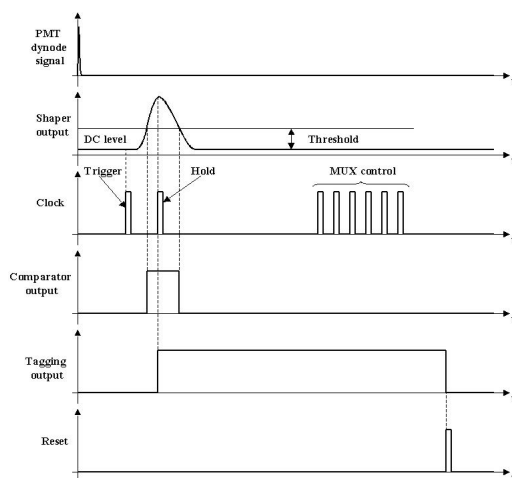 PMT
dynode
signal
Shaper
output
DC level
Threshold
Trigger
Hold
MUX control
Clock
Comparator
output
Tagging
output
Reset